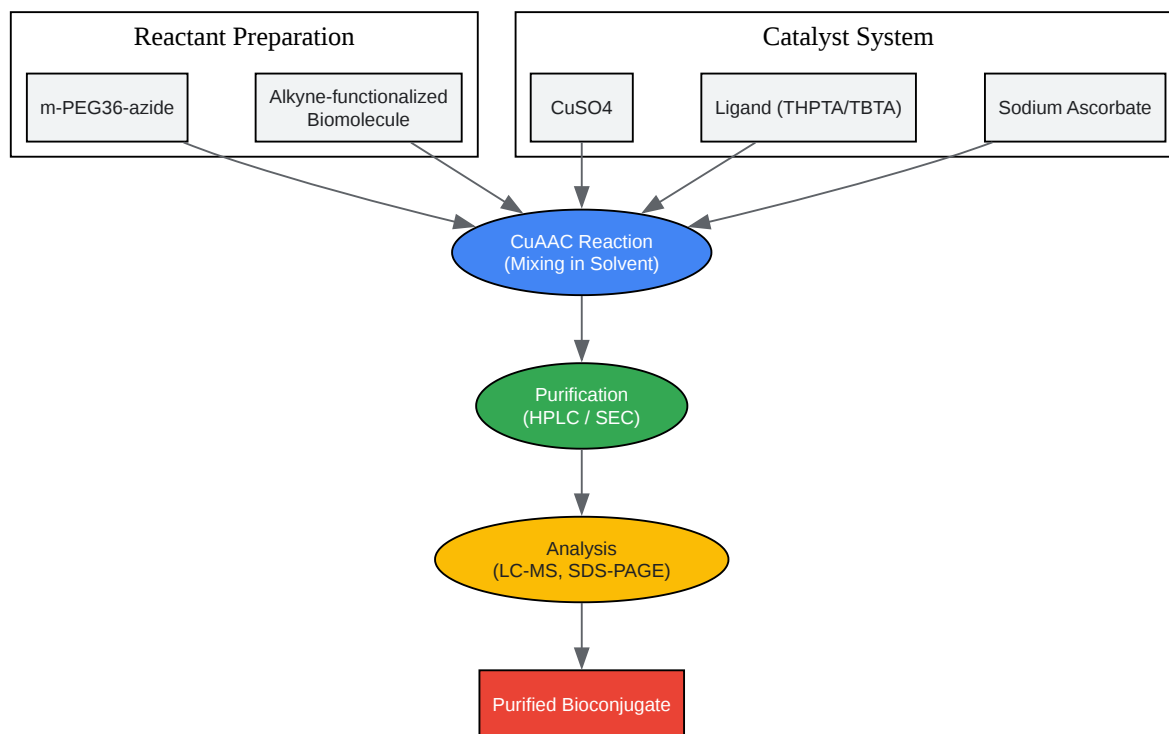 Reactant Preparation
Catalyst System
m-PEG36-azide
Alkyne-functionalized
Biomolecule
CuSO4
Ligand (THPTA/TBTA)
Sodium Ascorbate
CuAAC Reaction
(Mixing in Solvent)
Purification
(HPLC / SEC)
Analysis
(LC-MS, SDS-PAGE)
Purified Bioconjugate